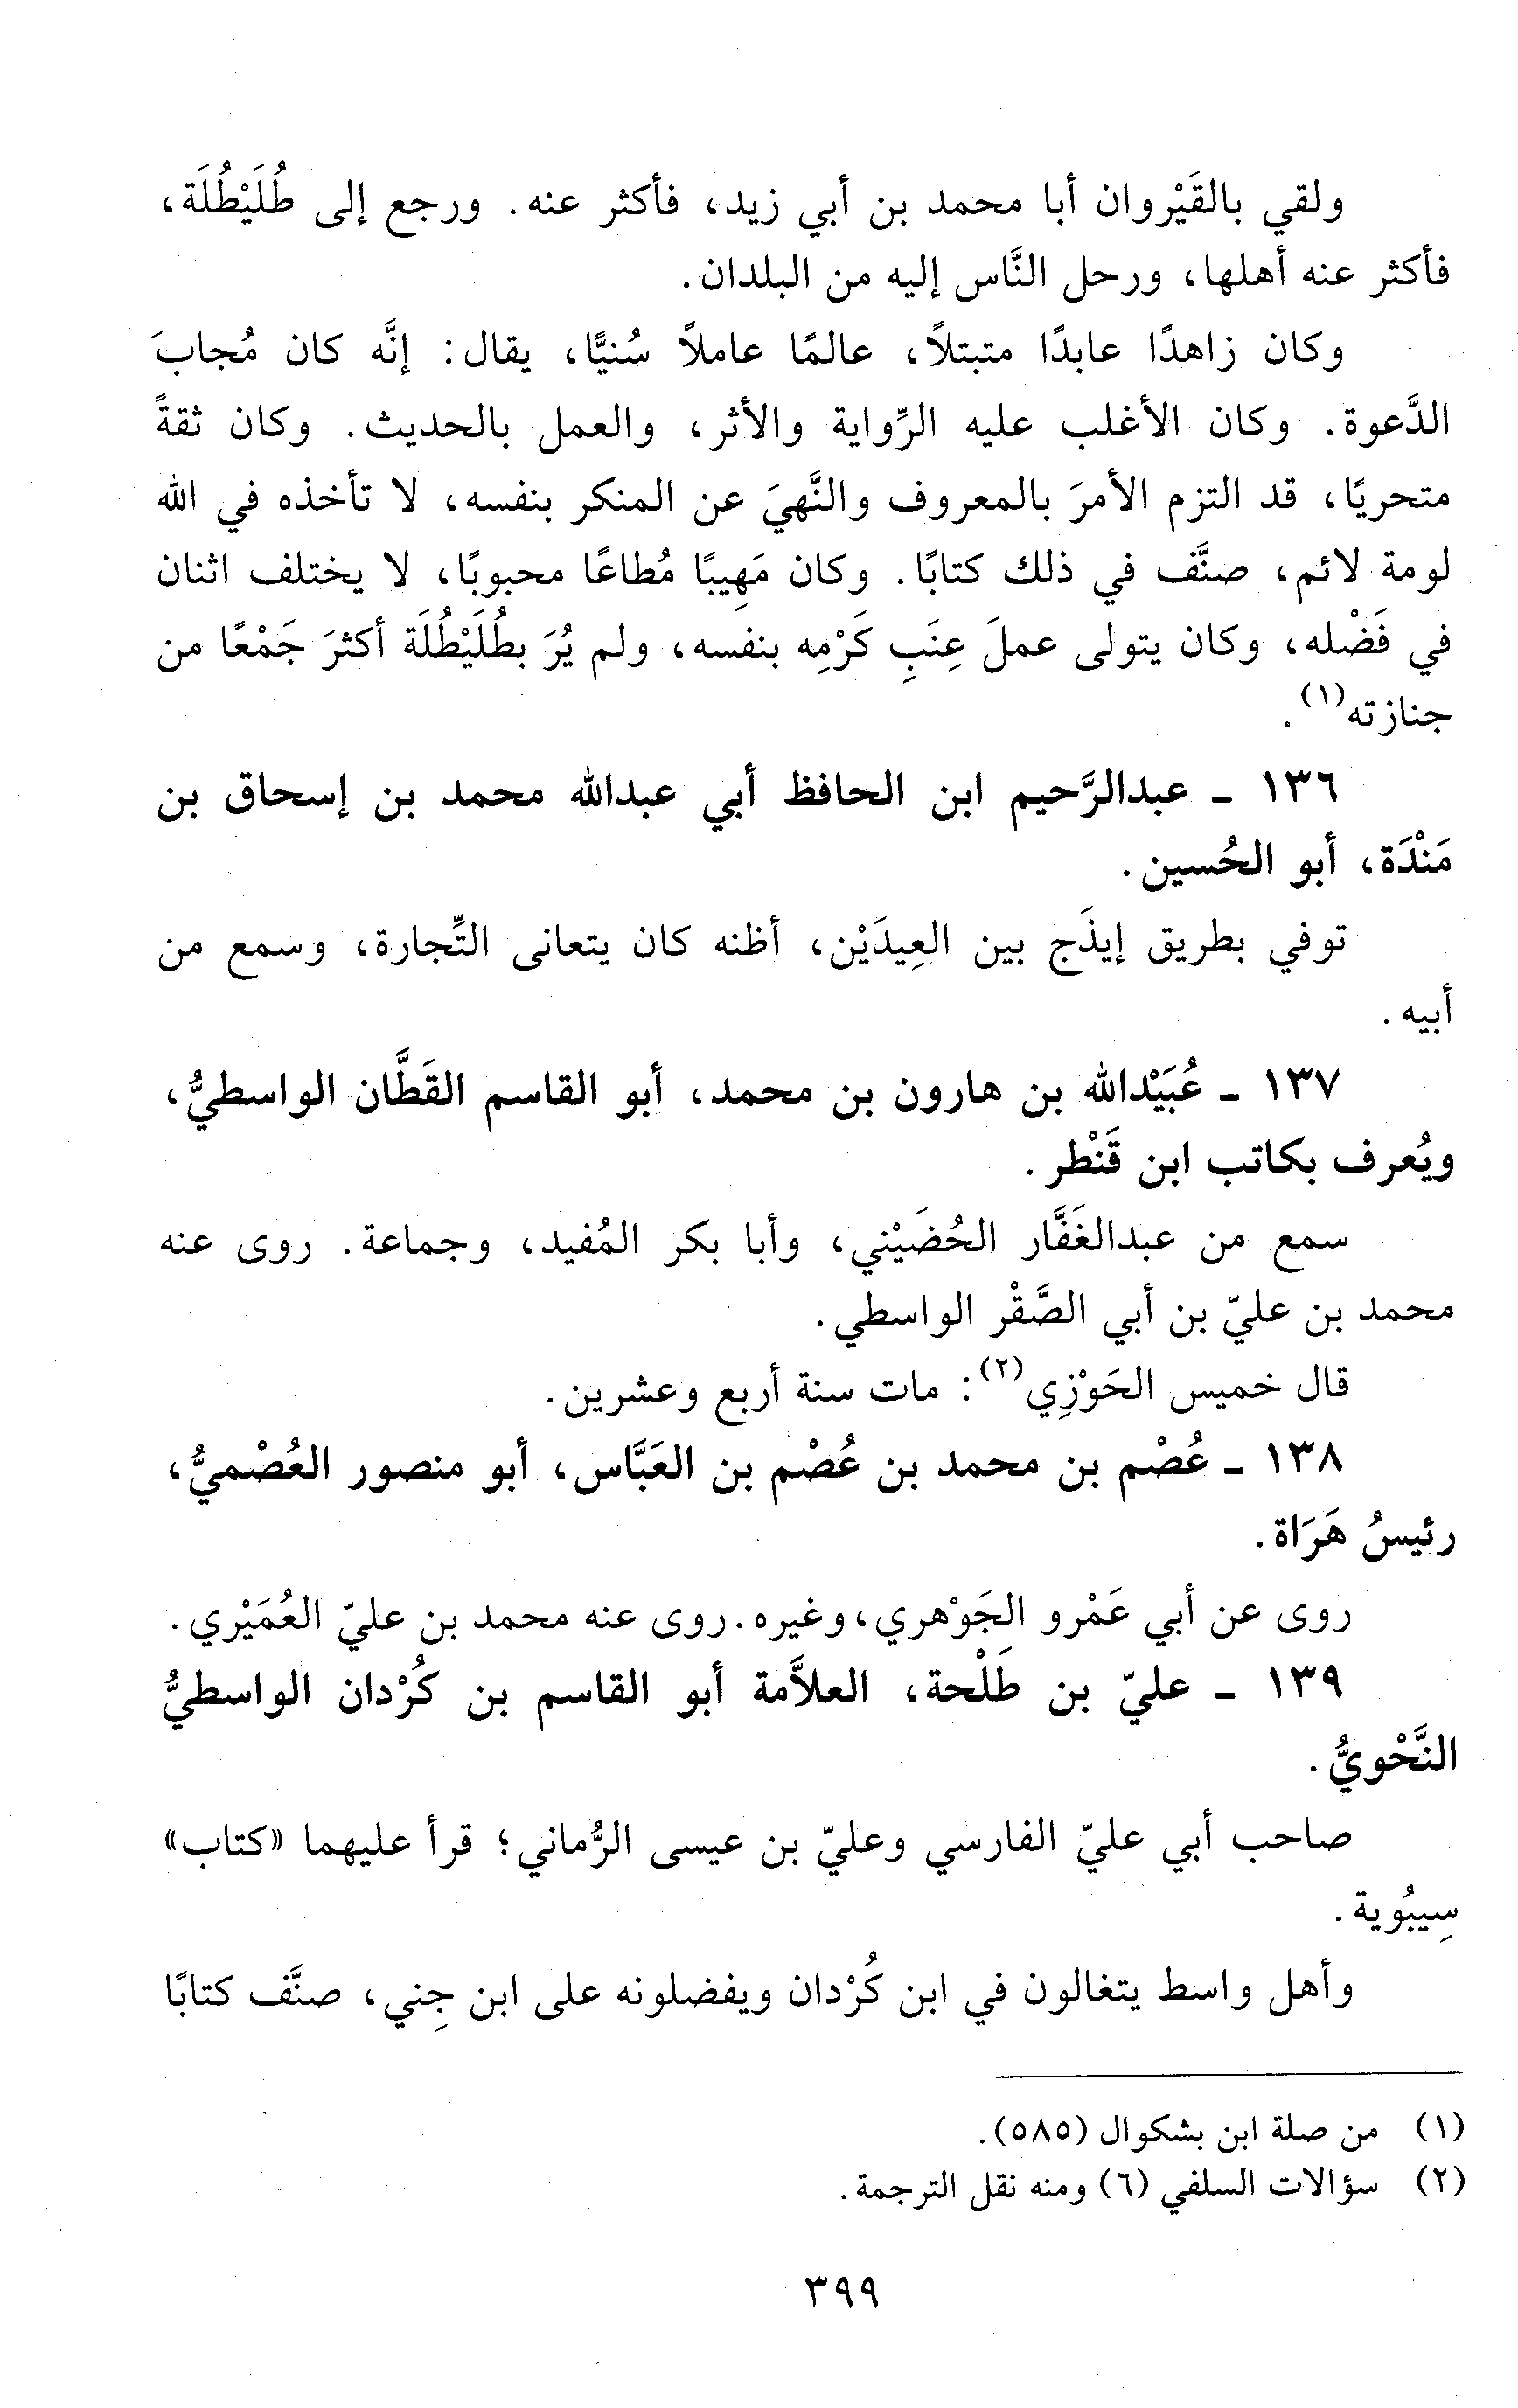 ولقي بالقَيْروان أبا محمد بن أبي زيد، فأكثر عنه. ورجع إلى طُلَيْطُلَة،
فأكثر عنه أهلها، ورحل النَّاس إليه من البلدان.
وكان زاهدًا عابدًا متبتلاً، عالمًا عاملاً سُنيًّا، يقال: إنَّه كان مُجابَ
الدَّعوة. وكان الأغلب عليه الرِّواية والأثر، والعمل بالحديث. وكان ثقةً
متحريًا، قد التزم الأمرَ بالمعروف والنَّهيَ عن المنكر بنفسه، لا تأخذه في الله
لومة لائم، صنَّف في ذلك كتابًا. وكان مَهِيبًا مُطاعًا محبوبًا، لا يختلف اثنان
في فَضْله، وكان يتولى عملَ عِنَبِ كَرْمِه بنفسه، ولم يُرَ بطُلَيْطُلَة أكثرَ جَمْعًا من
جنازته(١).
١٣٦ ـ عبدالرَّحيم ابن الحافظ أبي عبدالله محمد بن إسحاق بن
مَنْدَة، أبو الحُسين.
توفي بطريق إيذَج بين العِيدَيْن، أظنه كان يتعانى التِّجارة، وسمع من
أبيه.
١٣٧ ـ عُبَيْدالله بن هارون بن محمد، أبو القاسم القَطَّان الواسطيُّ،
ويُعرف بكاتب ابن قَنْطر.
سمع من عبدالغَفَّار الحُضَيْني، وأبا بكر المُفيد، وجماعة. روى عنه
محمد بن عليّ بن أبي الصَّقْر الواسطي.
قال خميس الحَوْزِي(٢): مات سنة أربع وعشرين.
١٣٨ ـ عُصْم بن محمد بن عُصْم بن العَبَّاس، أبو منصور العُصْميُّ،
رئيسُ هَرَاة.
روى عن أبي عَمْرو الجَوْهري، وغيره. روى عنه محمد بن عليّ العُمَيْري.
١٣٩ ـ عليّ بن طَلْحة، العلاَّمة أبو القاسم بن كُرْدان الواسطيُّ
النَّحْويُّ.
صاحب أبي عليّ الفارسي وعليّ بن عيسى الرُّماني؛ قرأ عليهما «كتاب»
سِيبُوية.
وأهل واسط يتغالون في ابن كُرْدان ويفضلونه على ابن جِني، صنَّف كتابًا
(١) من صلة ابن بشكوال (٥٨٥).
(٢) سؤالات السلفي (٦) ومنه نقل الترجمة.
٣٩٩